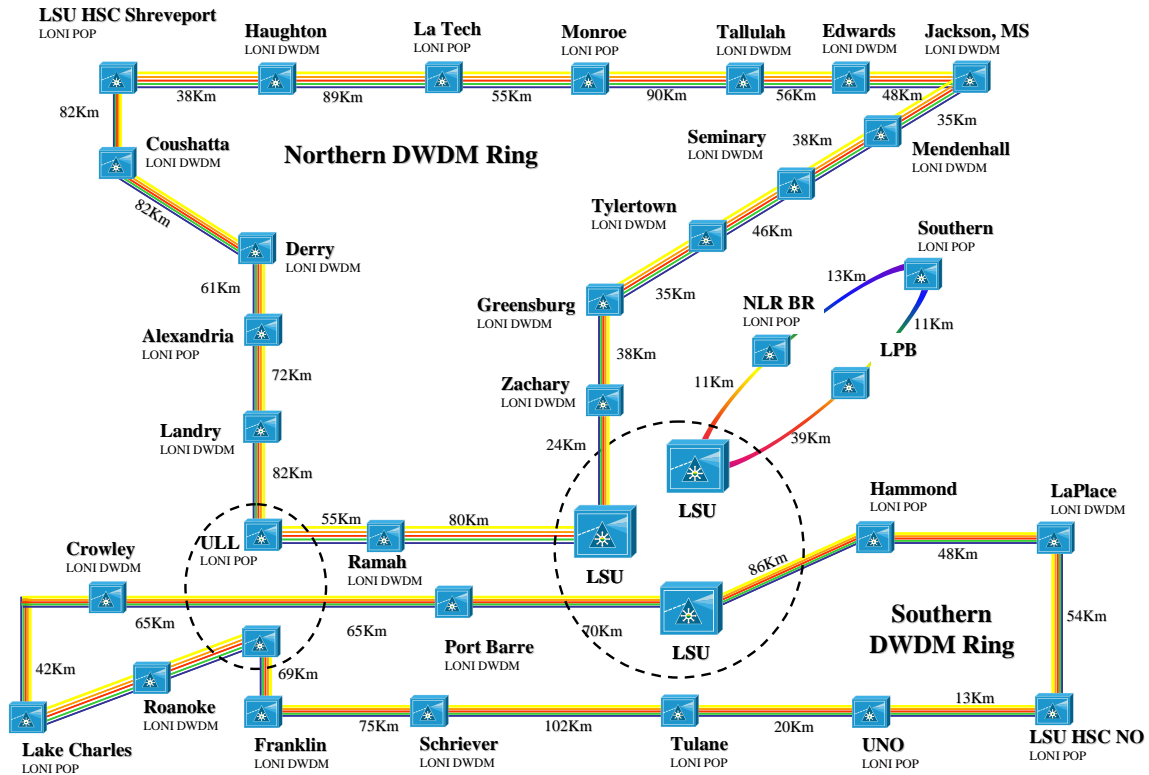 LSU HSC Shreveport
LONI POP
Haughton
LONI DWDM
La Tech
LONI POP
Monroe
LONI POP
Tallulah
LONI DWDM
Edwards
LONI DWDM
Jackson, MS
LONI DWDM
38Km
89Km
55Km
90Km
56Km
48Km
82Km
35Km
Coushatta
LONI DWDM
Northern DWDM Ring
Seminary
LONI DWDM
38Km
Mendenhall
LONI DWDM
82Km
Tylertown
LONI DWDM
46Km
Southern
LONI POP
Derry
LONI DWDM
61Km
35Km
13Km
Greensburg
LONI DWDM
NLR BR
LONI POP
11Km
Alexandria
LONI POP
38Km
LPB
72Km
Zachary
LONI DWDM
11Km
Landry
LONI DWDM
24Km
39Km
82Km
LSU
Hammond
LONI POP
LaPlace
LONI DWDM
55Km
80Km
ULL
LONI POP
Ramah
LONI DWDM
LSU
86Km
48Km
Crowley
LONI DWDM
65Km
65Km
70Km
Southern
DWDM Ring
54Km
Port Barre
LONI DWDM
LSU
42Km
69Km
Roanoke
LONI DWDM
75Km
102Km
20Km
13Km
Lake Charles
LONI POP
Franklin
LONI DWDM
Schriever
LONI DWDM
Tulane
LONI POP
UNO
LONI POP
LSU HSC NO
LONI POP